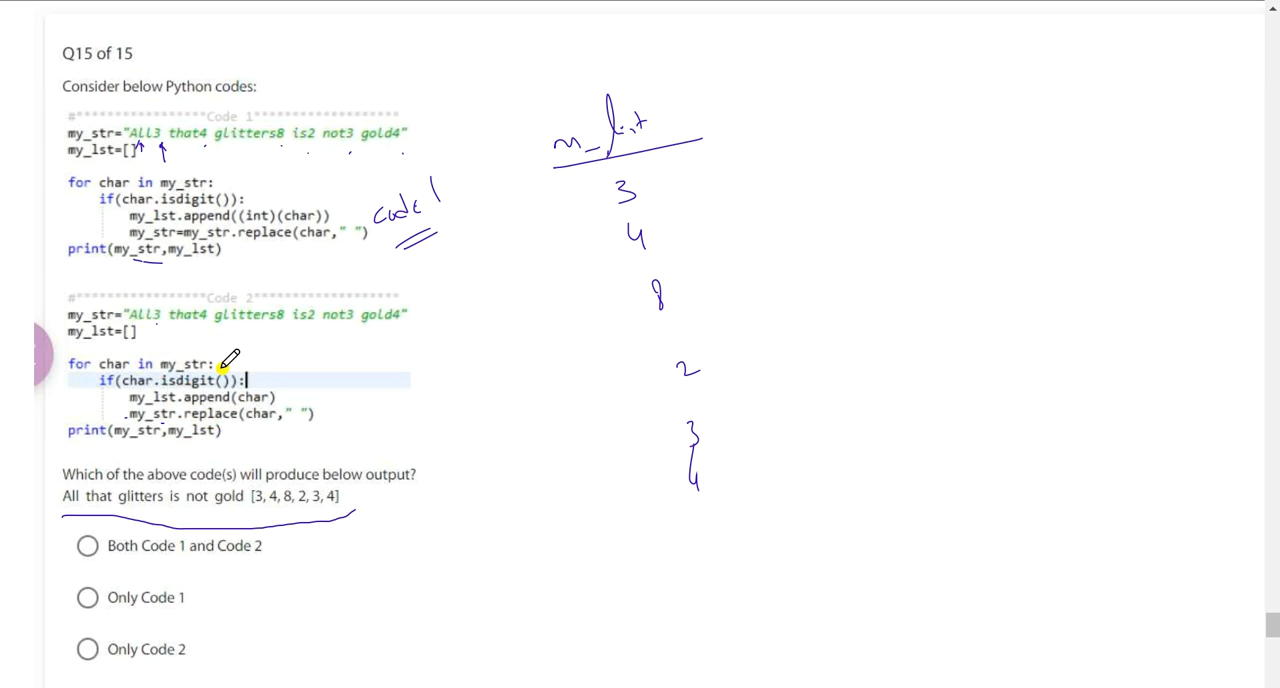 Q15 of 15
Consider below Python codes:
#******************Code 1********************
my_str="All3 that4 glitters8 is2 not3 gold4"
my_lst=[]
for char in my_str:
if(char.isdigit()):
my_lst.append((int)(char))
my_str=my_str.replace(char," ")
print(my_str,my_lst)
code 1
#******************Code 2********************
my_str="All3 that4 glitters8 is2 not3 gold4"
my_lst=[]
for char in my_str:
if(char.isdigit()):
my_lst.append(char)
my_str.replace(char," ")
print(my_str,my_lst)
Which of the above code(s) will produce below output?
All that glitters is not gold [3, 4, 8, 2, 3, 4]
Both Code 1 and Code 2
Only Code 1
Only Code 2
m_list
3
4
8
2
3
4